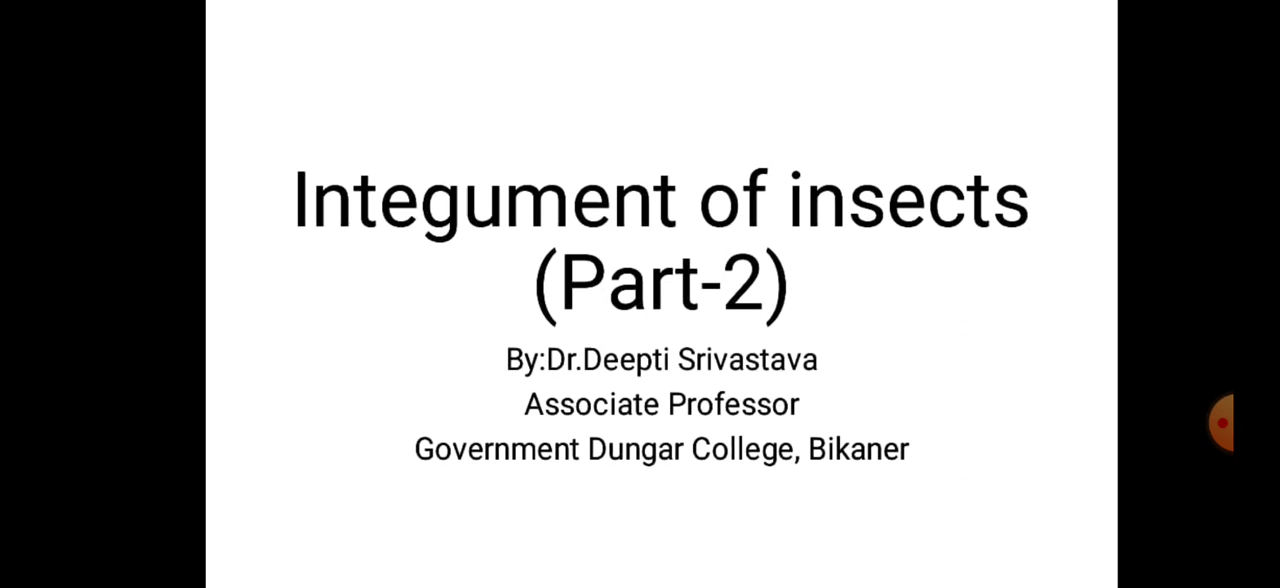 Integument of insects
(Part-2)
By:Dr.Deepti Srivastava
Associate Professor
Government Dungar College, Bikaner